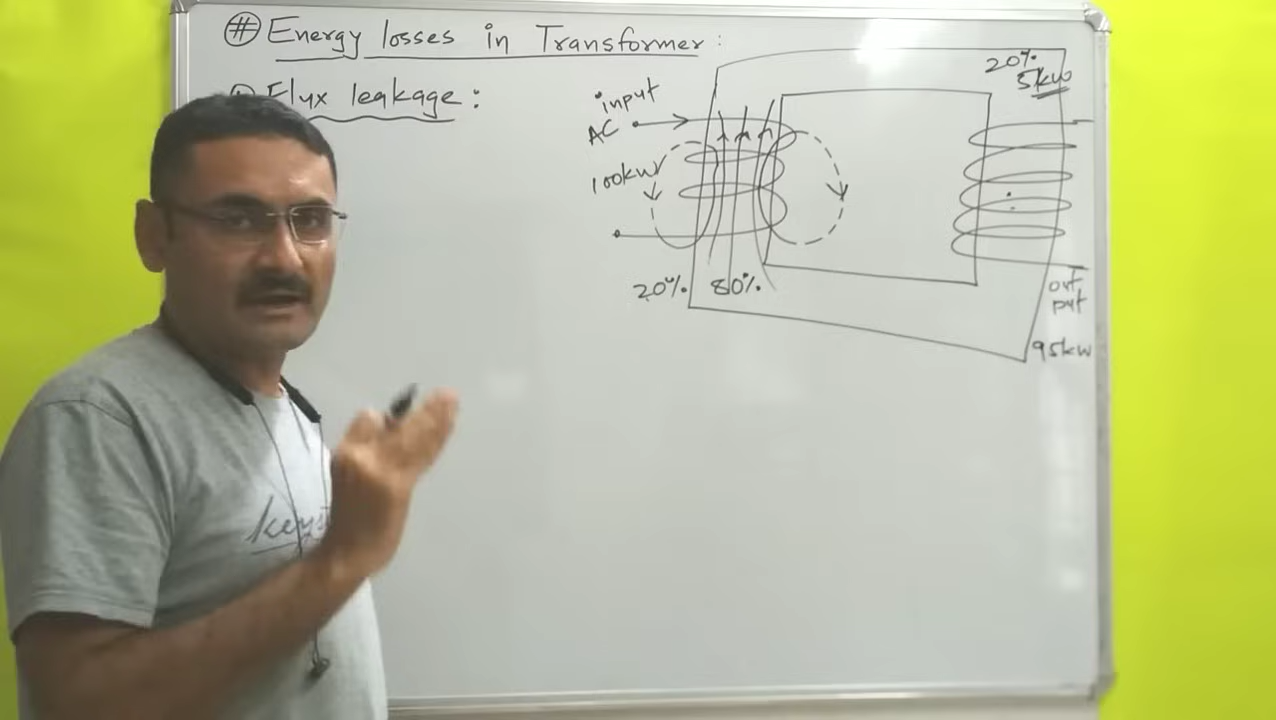 # Energy losses in Transformer:
Flux leakage:
input
AC
100kw
20% 80%
20%
5kw
out
put
95kw